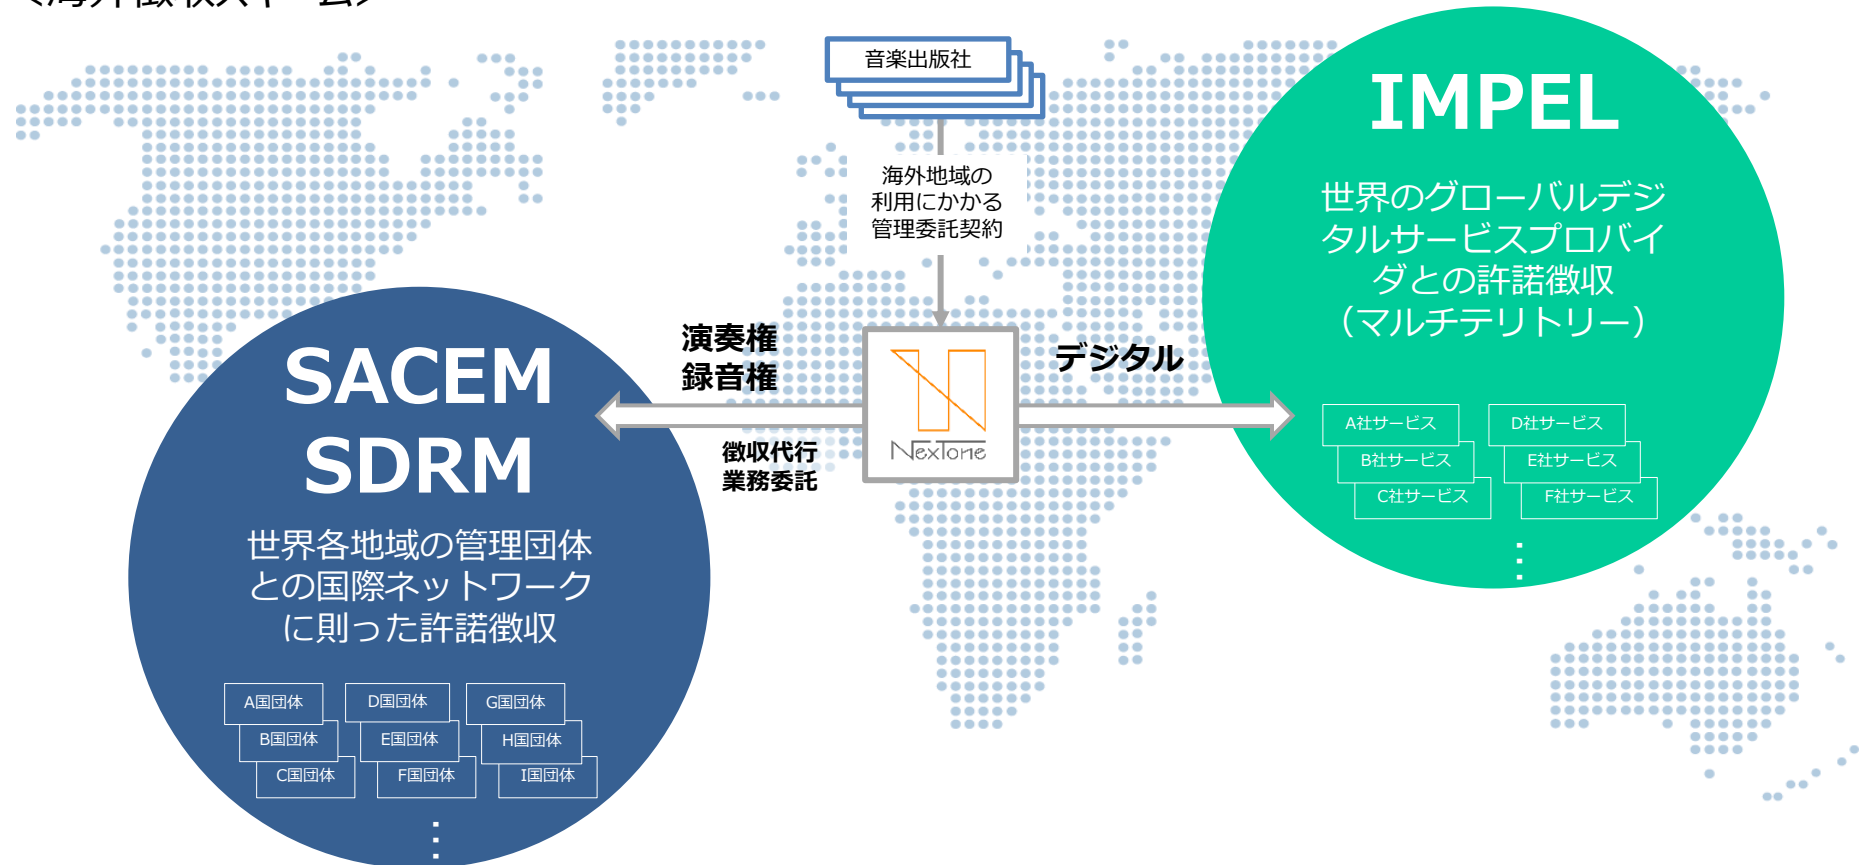 ＜海外徴収スキーム＞
音楽出版社
海外地域の
利用にかかる
管理委託契約
IMPEL
世界のグローバルデジ
タルサービスプロバイ
ダとの許諾徴収
（マルチテリトリー）
A社サービス
B社サービス
C社サービス
D社サービス
E社サービス
F社サービス
演奏権
録音権
徴収代行
業務委託
NexTone
デジタル
SACEM
SDRM
世界各地域の管理団体
との国際ネットワーク
に則った許諾徴収
A国団体
B国団体
C国団体
D国団体
E国団体
F国団体
G国団体
H国団体
I国団体